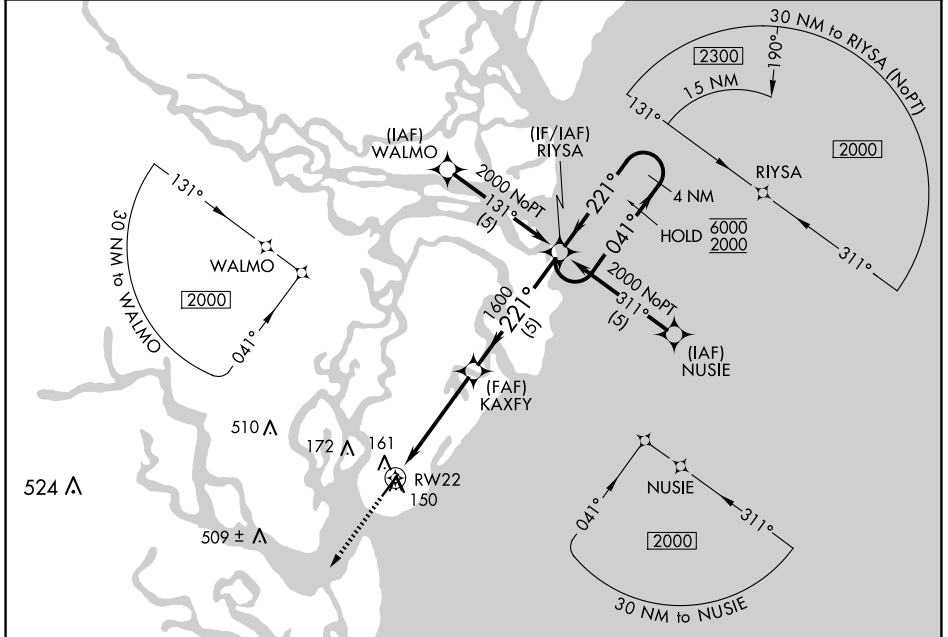 30 NM to RIYSA (NoPT)
2300
190°
15 NM
131°
2000
RIYSA
311°
(IAF)
WALMO
(IF/IAF)
RIYSA
2000 NoPT
131°
(5)
221°
041°
4 NM
HOLD
6000
2000
2000 NoPT
311°
(5)
(IAF)
NUSIE
131°
WALMO
2000
041°
30 NM to WALMO
1600
221°
(5)
(FAF)
KAXFY
510
172
161
RW22
150
524
509 ±
NUSIE
041°
311°
2000
30 NM to NUSIE